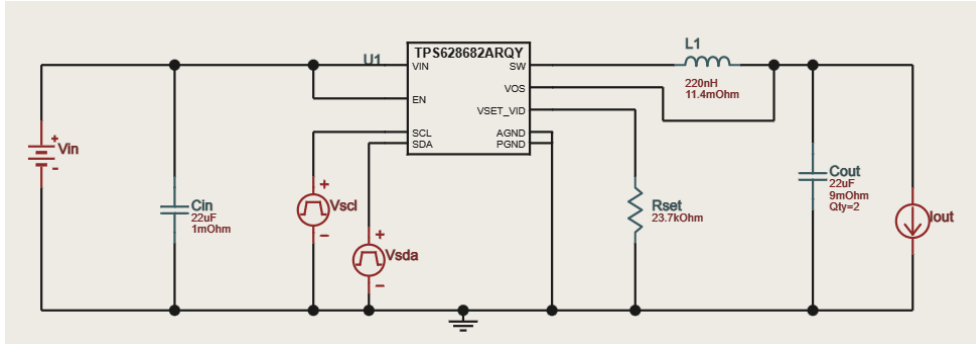 TPS628682ARQY
U1
VIN
SW
L1
220nH
11.4mOhm
VOS
EN
VSET_VID
SCL
AGND
SDA
PGND
+
Vin
-
Cin
22uF
1mOhm
+
Vscl
-
+
Vsda
-
Rset
23.7kOhm
Cout
22uF
9mOhm
Qty=2
Iout